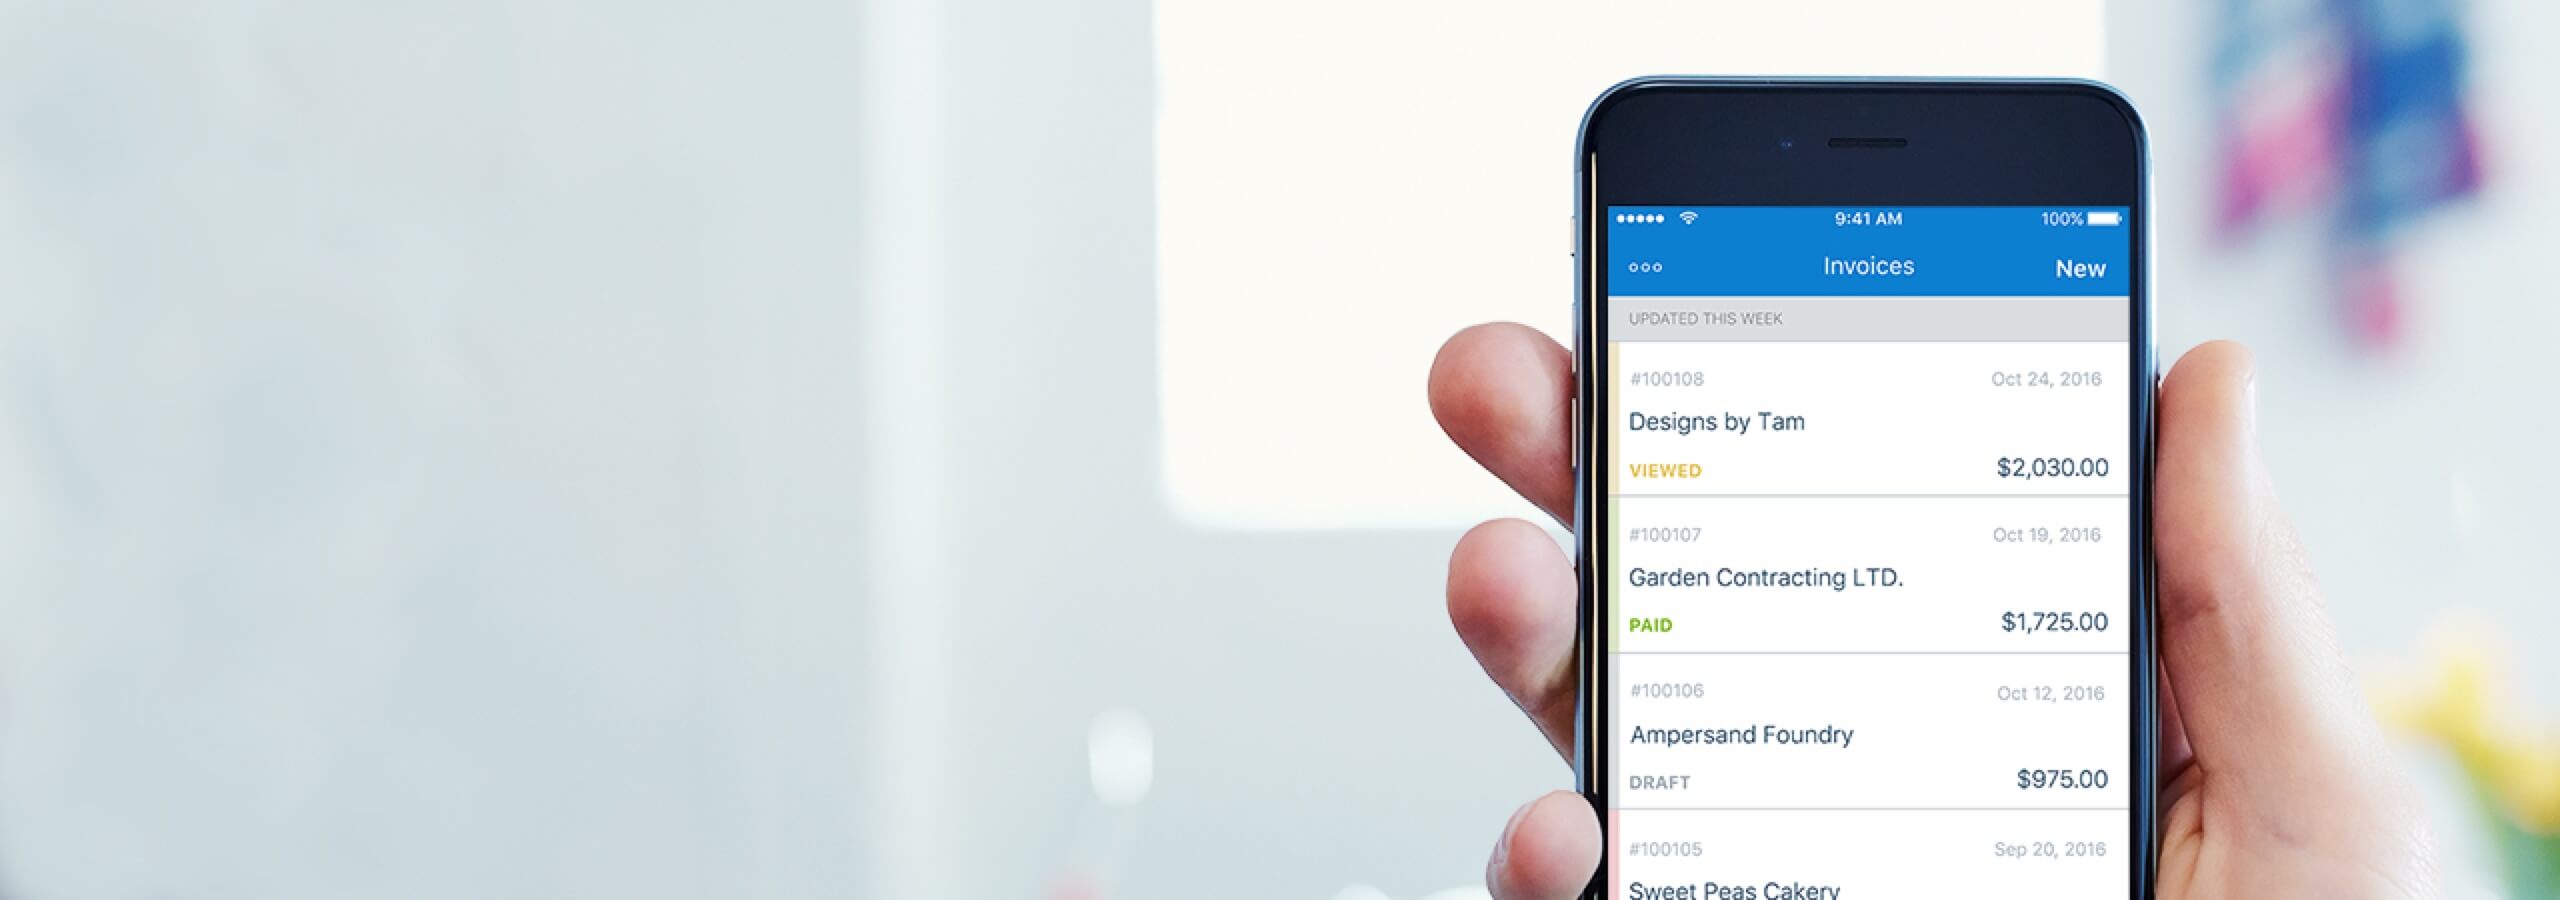 9:41 AM 100%
Invoices New
UPDATED THIS WEEK
#100108 Oct 24, 2016
Designs by Tam
VIEWED $2,030.00
#100107 Oct 19, 2016
Garden Contracting LTD.
PAID $1,725.00
#100106 Oct 12, 2016
Ampersand Foundry
DRAFT $975.00
#100105 Sep 20, 2016
Sweet Peas Cakery